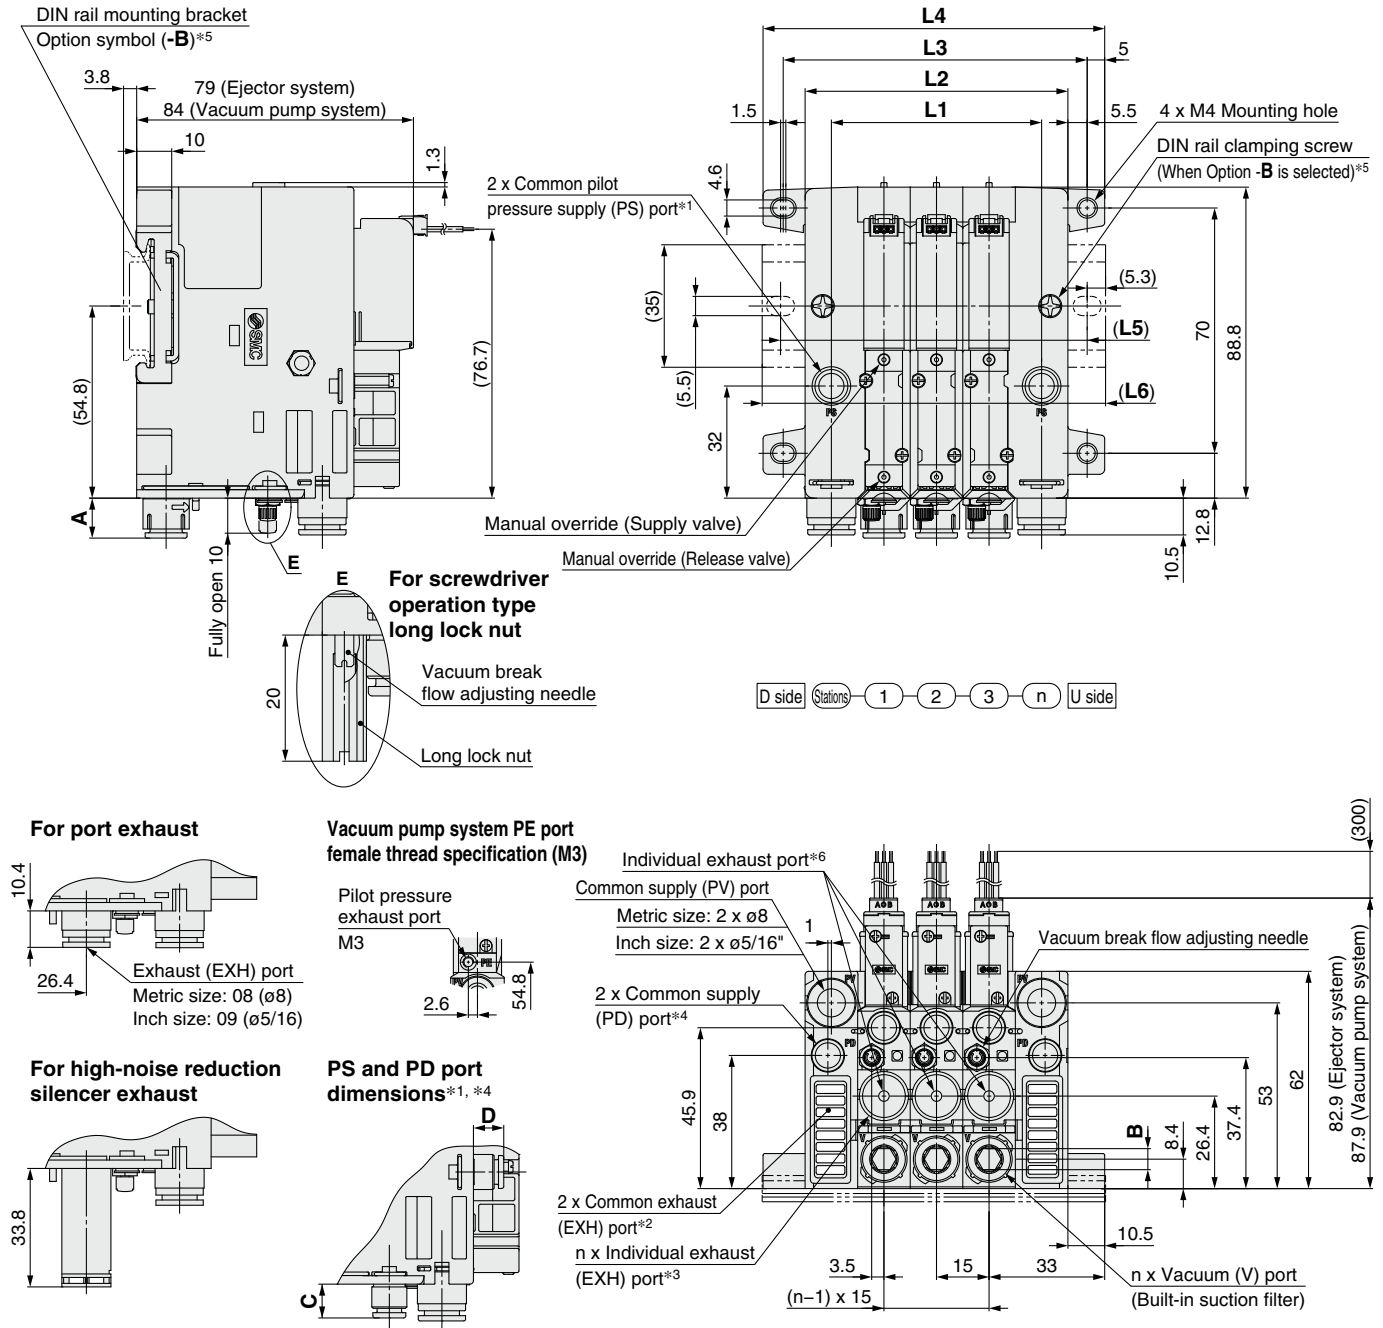 DIN rail mounting bracket
Option symbol (-B)*5
3.8
79 (Ejector system)
84 (Vacuum pump system)
10
1.3
(54.8)
(76.7)
SMC
A
Fully open 10
E
L4
L3
5
L2
1.5
L1
5.5
4 x M4 Mounting hole
DIN rail clamping screw
(When Option -B is selected)*5
4.6
2 x Common pilot
pressure supply (PS) port*1
(35)
(5.5)
32
PS
PS
(5.3)
(L5)
(L6)
70
88.8
12.8
10.5
Manual override (Supply valve)
Manual override (Release valve)
E
For screwdriver
operation type
long lock nut
20
Vacuum break
flow adjusting needle
Long lock nut
D side
Stations
1
2
3
n
U side
For port exhaust
10.4
26.4
Exhaust (EXH) port
Metric size: 08 (ø8)
Inch size: 09 (ø5/16)
Vacuum pump system PE port
female thread specification (M3)
Pilot pressure
exhaust port
M3
PE
PV
2.6
54.8
For high-noise reduction
silencer exhaust
33.8
PS and PD port
dimensions*1, *4
D
C
Individual exhaust port*6
Common supply (PV) port
Metric size: 2 x ø8
Inch size: 2 x ø5/16"
1
2 x Common supply
(PD) port*4
45.9
38
2 x Common exhaust
(EXH) port*2
n x Individual exhaust
(EXH) port*3
3.5
(n−1) x 15
15
33
10.5
n x Vacuum (V) port
(Built-in suction filter)
Vacuum break flow adjusting needle
PV
PV
PD
PD
V
V
V
B
8.4
26.4
37.4
53
62
82.9 (Ejector system)
87.9 (Vacuum pump system)
(300)